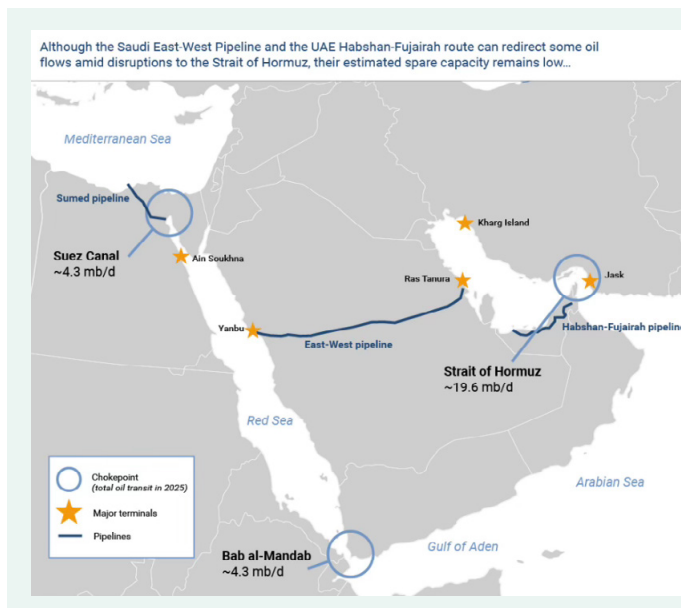 Although the Saudi East-West Pipeline and the UAE Habshan-Fujairah route can redirect some oil
flows amid disruptions to the Strait of Hormuz, their estimated spare capacity remains low...
Mediterranean Sea
Sumed pipeline
Suez Canal
~4.3 mb/d
Ain Soukhna
Kharg Island
Ras Tanura
Jask
Yanbu
East-West pipeline
Habshan-Fujairah pipeline
Strait of Hormuz
~19.6 mb/d
Red Sea
Arabian Sea
Chokepoint
(total oil transit in 2025)
Major terminals
Pipelines
Bab al-Mandab
~4.3 mb/d
Gulf of Aden